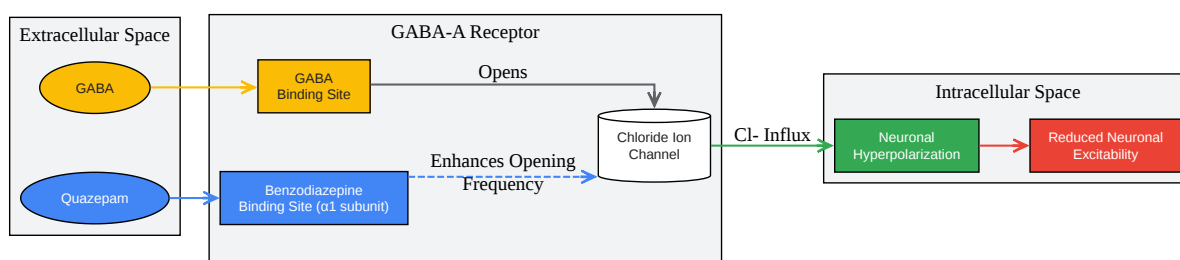 Extracellular Space
GABA
Quazepam
GABA-A Receptor
GABA
Binding Site
Opens
Benzodiazepine
Binding Site (α1 subunit)
Enhances Opening
Frequency
Chloride Ion
Channel
Cl- Influx
Intracellular Space
Neuronal
Hyperpolarization
Reduced Neuronal
Excitability